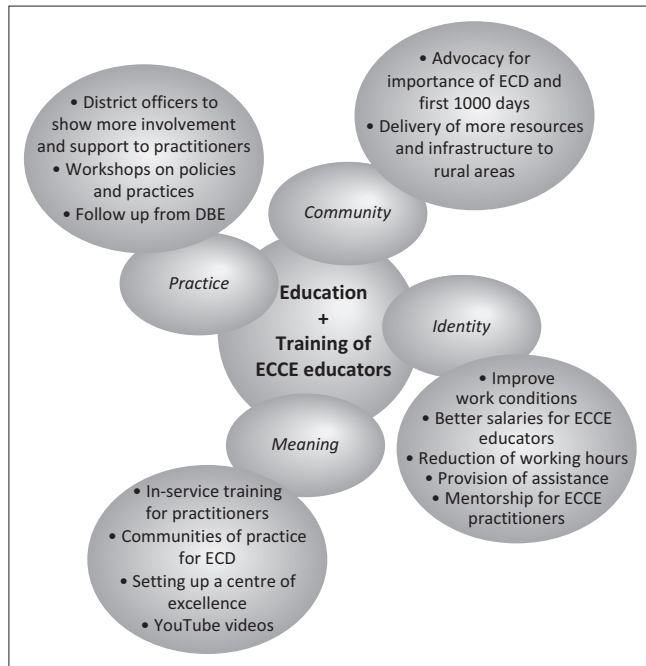 • District officers to
show more involvement
and support to practitioners
• Workshops on policies
and practices
• Follow up from DBE
Practice
• Advocacy for
importance of ECD and
first 1000 days
• Delivery of more resources
and infrastructure to
rural areas
Community
Education
+
Training of
ECCE educators
Identity
• Improve
work conditions
• Better salaries for ECCE
educators
• Reduction of working hours
• Provision of assistance
• Mentorship for ECCE
practitioners
Meaning
• In-service training
for practitioners
• Communities of practice
for ECD
• Setting up a centre of
excellence
• YouTube videos